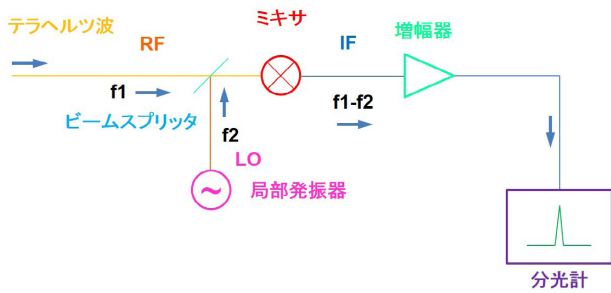 テラヘルツ波
RF
ミキサ
IF
増幅器
f1
ビームスプリッタ
f2
f1-f2
LO
局部発振器
~
分光計